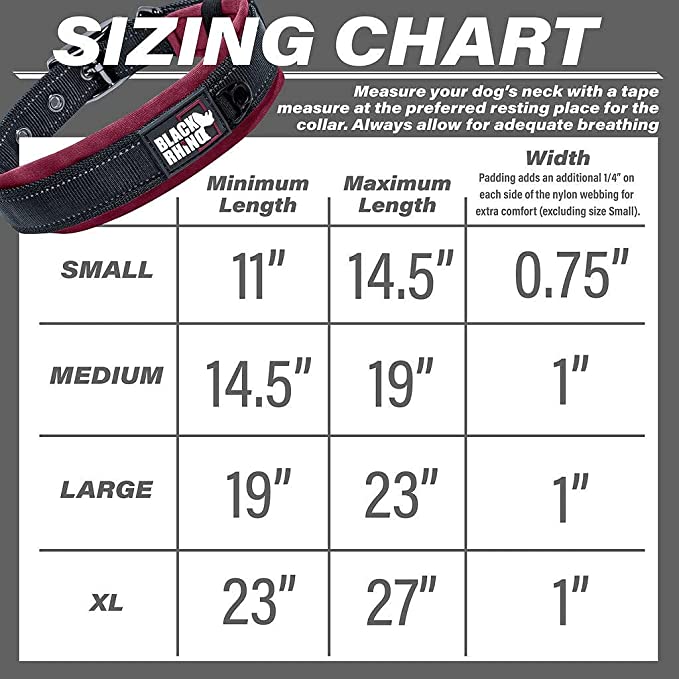 SIZING CHART
Measure your dog's neck with a tape
measure at the preferred resting place for the
collar. Always allow for adequate breathing
BLACK
RHINO
Minimum
Length
Maximum
Length
Width
Padding adds an additional 1/4" on
each side of the nylon webbing for
extra comfort (excluding size Small).
SMALL 11" 14.5" 0.75"
MEDIUM 14.5" 19" 1"
LARGE 19" 23" 1"
XL 23" 27" 1"